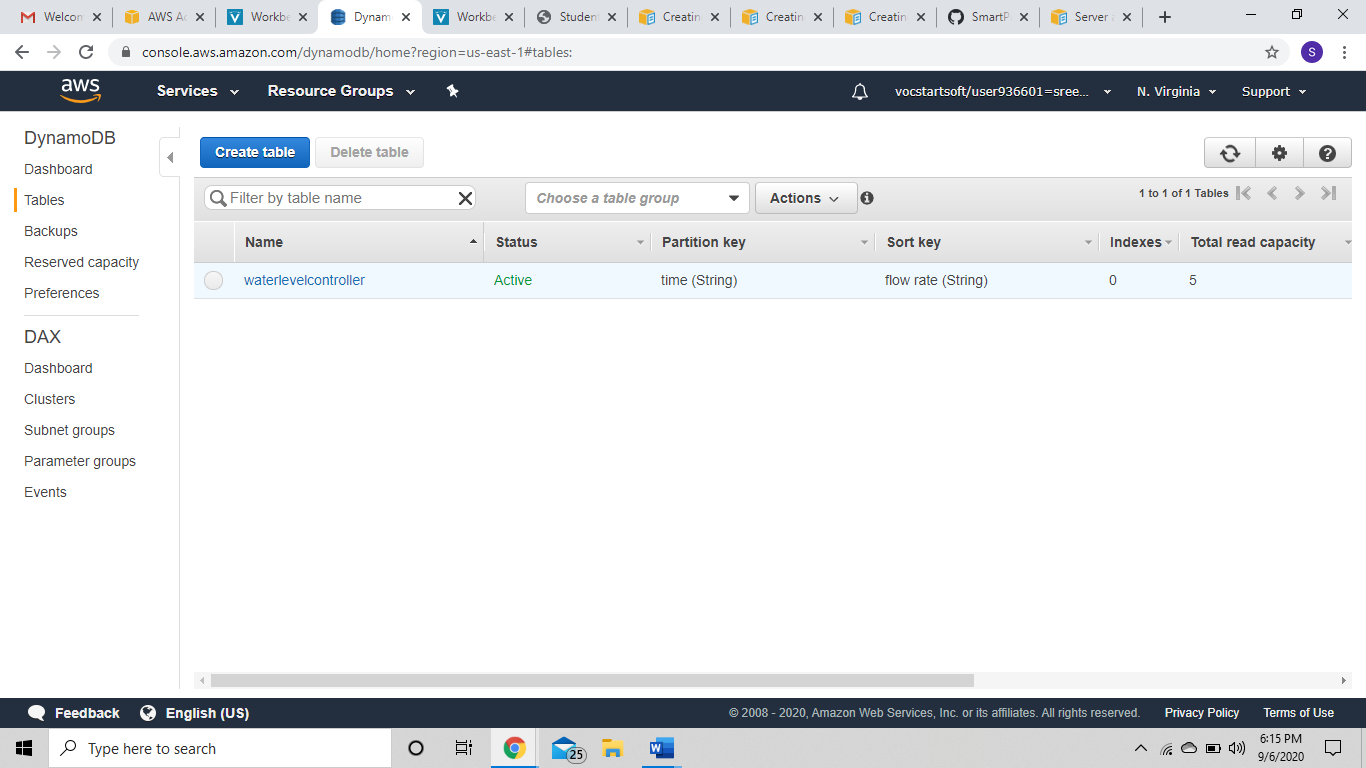 Welcon
AWS Ac
Workbe
Dynam
Workbe
Student
Creatin
Creatin
Creatin
SmartP
Server a
console.aws.amazon.com/dynamodb/home?region=us-east-1#tables:
S
aws
Services
Resource Groups
vocstartsoft/user936601=sree...
N. Virginia
Support
DynamoDB
Dashboard
Tables
Backups
Reserved capacity
Preferences
DAX
Dashboard
Clusters
Subnet groups
Parameter groups
Events
Create table
Delete table
Filter by table name
Choose a table group
Actions
1 to 1 of 1 Tables
Name Status Partition key Sort key Indexes Total read capacity
waterlevelcontroller Active time (String) flow rate (String) 0 5
Feedback
English (US)
© 2008 - 2020, Amazon Web Services, Inc. or its affiliates. All rights reserved.
Privacy Policy
Terms of Use
Type here to search
25
6:15 PM
9/6/2020